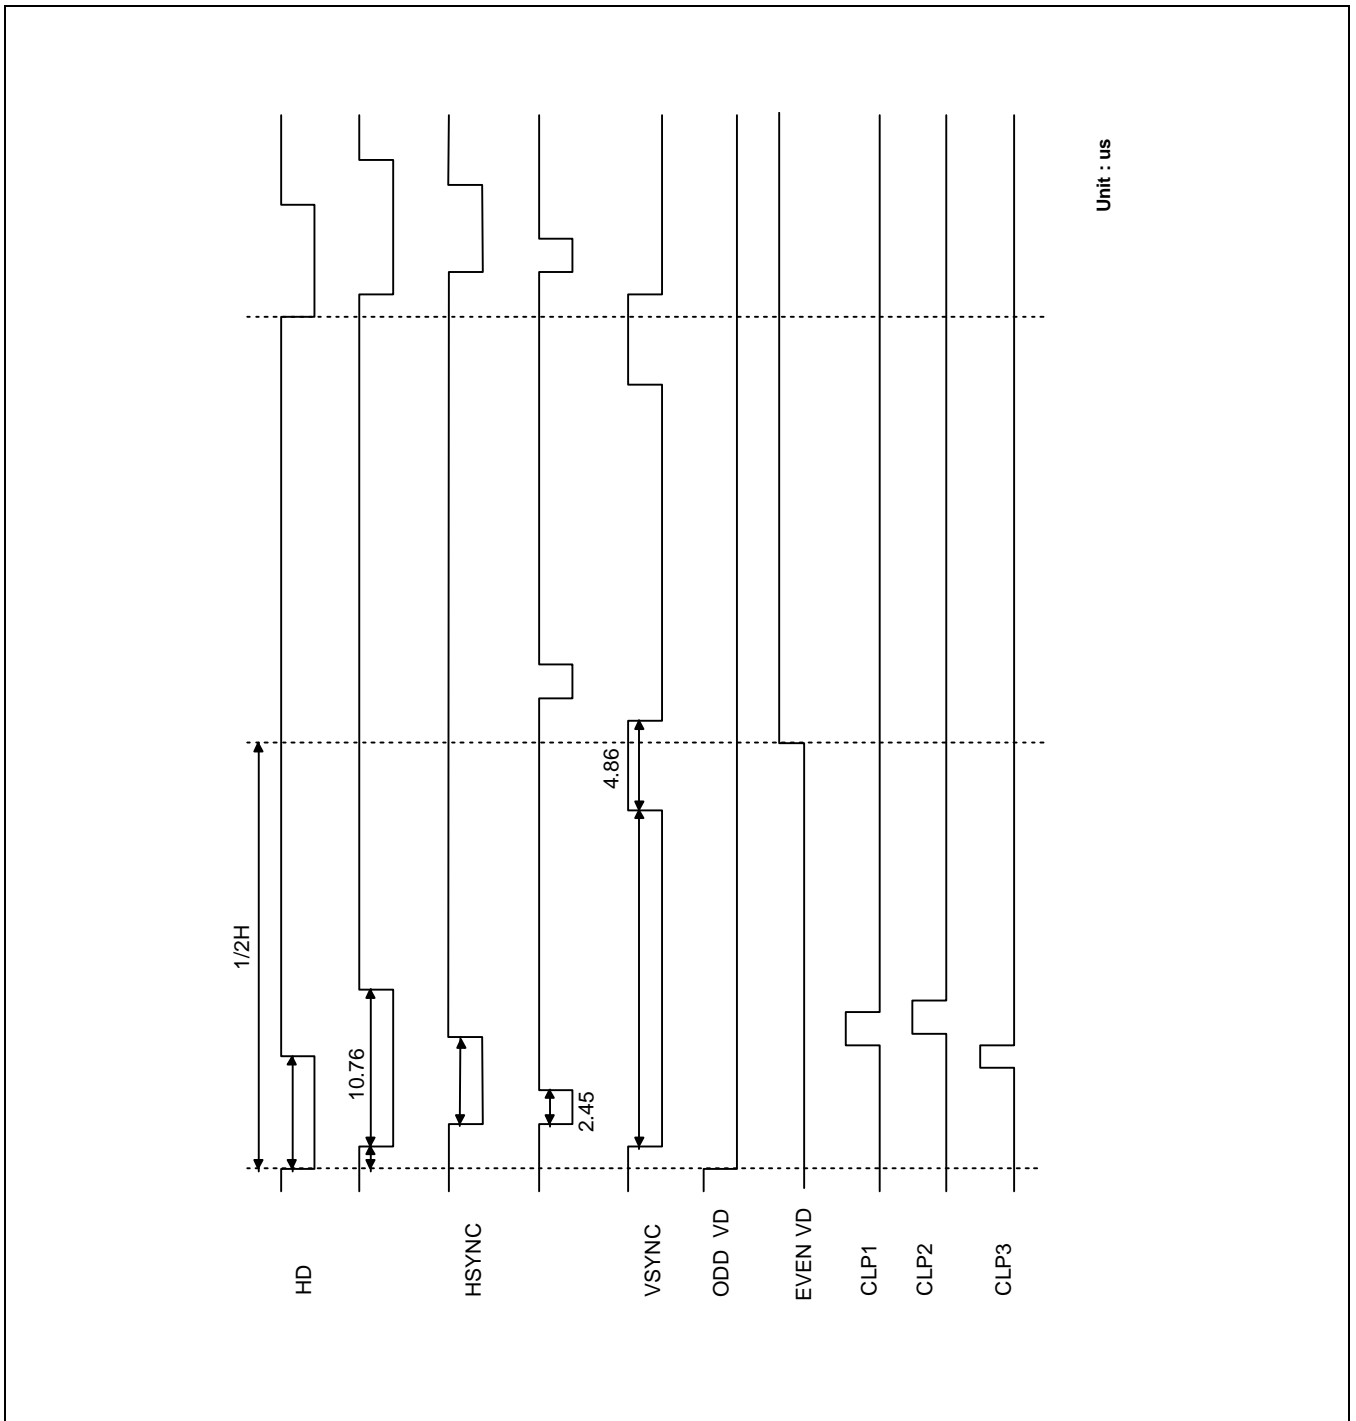 Unit : us
1/2H
HD
10.76
HSYNC
2.45
4.86
VSYNC
ODD VD
EVEN VD
CLP1
CLP2
CLP3